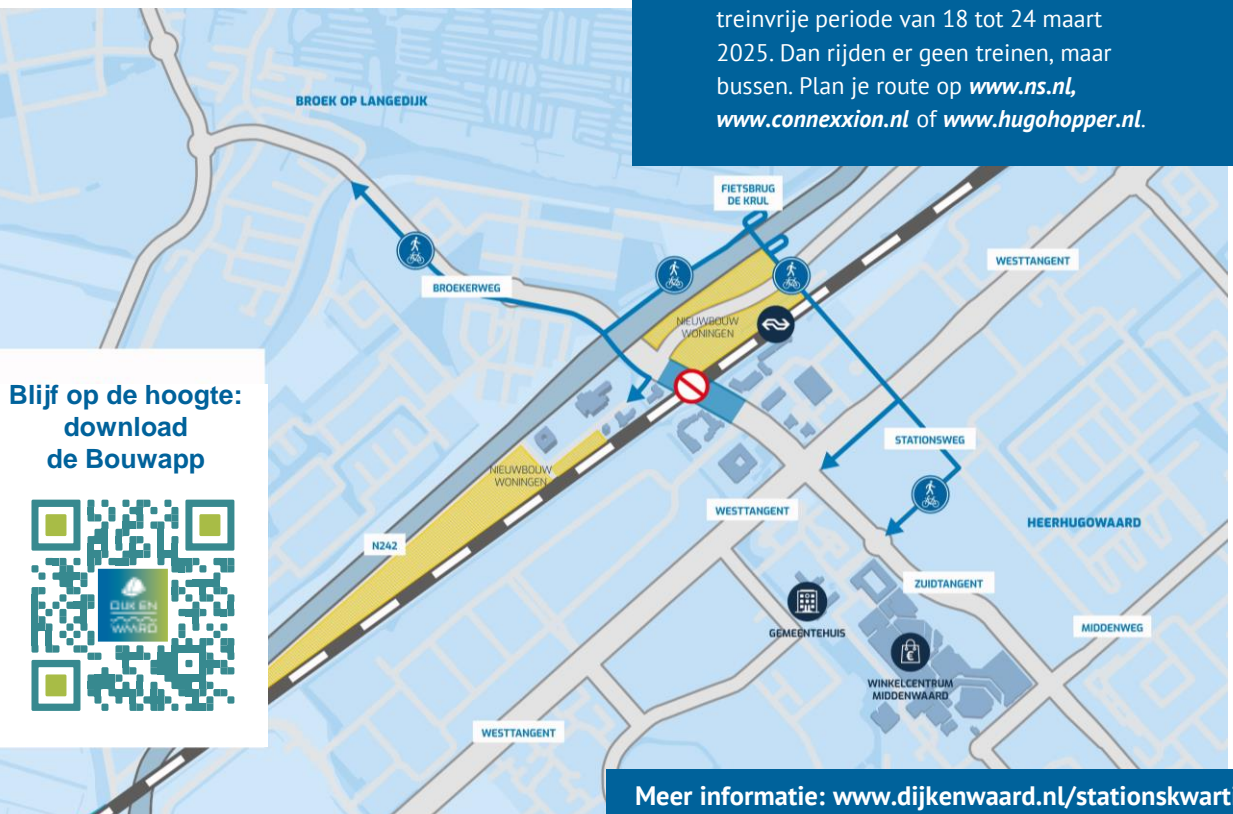 treinvrije periode van 18 tot 24 maart
2025. Dan rijden er geen treinen, maar
bussen. Plan je route op www.ns.nl,
www.connexxion.nl of www.hugohopper.nl.
BROEK OP LANGEDIJK
FIETSBRUG
DE KRUL
WESTTANGENT
BROEKERWEG
NIEUWBOUW
WONINGEN
Blijf op de hoogte:
download
de Bouwapp
DIJK EN
WAARD
STATIONSWEG
NIEUWBOUW
WONINGEN
WESTTANGENT
HEERHUGOWAARD
N242
ZUIDTANGENT
GEMEENTEHUIS
MIDDENWEG
€
WINKELCENTRUM
MIDDENWAARD
WESTTANGENT
Meer informatie: www.dijkenwaard.nl/stationskwart